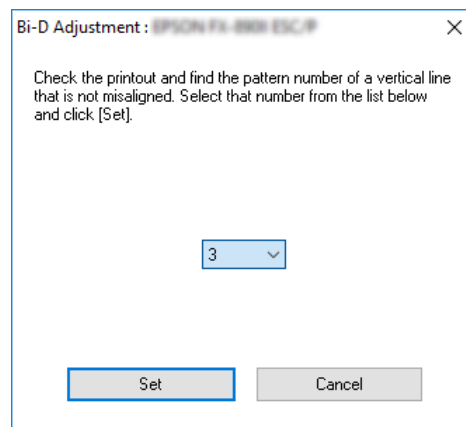 Bi-D Adjustment :
Check the printout and find the pattern number of a vertical line
that is not misaligned. Select that number from the list below
and click [Set].
3
Set
Cancel